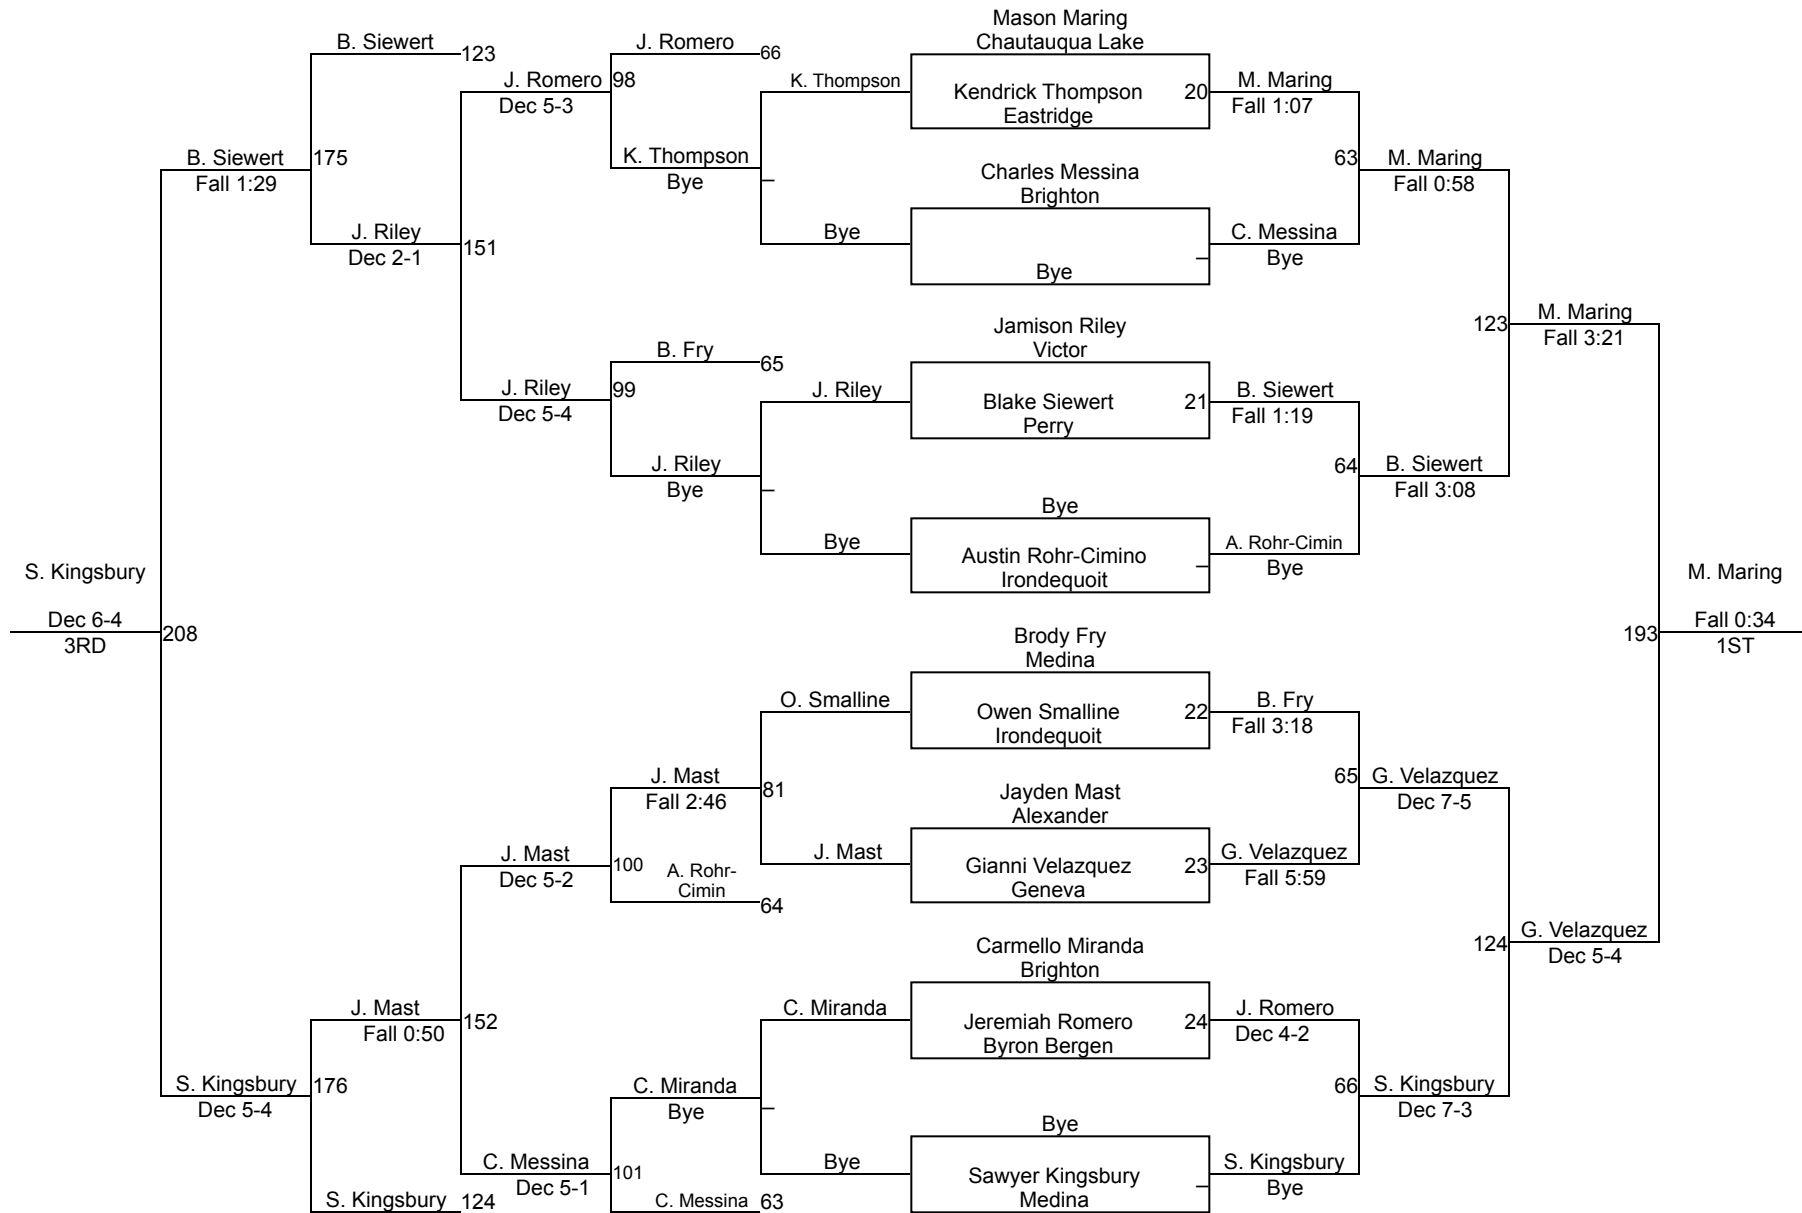 Mason Maring
Chautauqua Lake
B. Siewert
123
J. Romero
66
J. Romero
98
Dec 5-3
K. Thompson
Kendrick Thompson
Eastridge
20
M. Maring
Fall 1:07
B. Siewert
175
Fall 1:29
K. Thompson
Bye
Charles Messina
Brighton
63
M. Maring
Fall 0:58
J. Riley
151
Dec 2-1
Bye
Bye
C. Messina
Bye
Jamison Riley
Victor
123
M. Maring
Fall 3:21
B. Fry
65
J. Riley
99
Dec 5-4
J. Riley
Blake Siewert
Perry
21
B. Siewert
Fall 1:19
J. Riley
Bye
64
B. Siewert
Fall 3:08
Bye
Bye
Austin Rohr-Cimino
Irondequoit
A. Rohr-Cimin
Bye
S. Kingsbury
Dec 6-4
3RD
208
M. Maring
193
Fall 0:34
1ST
Brody Fry
Medina
O. Smalline
Owen Smalline
Irondequoit
22
B. Fry
Fall 3:18
J. Mast
Fall 2:46
81
Jayden Mast
Alexander
65
G. Velazquez
Dec 7-5
J. Mast
Dec 5-2
100
A. Rohr-
Cimin
64
J. Mast
Gianni Velazquez
Geneva
23
G. Velazquez
Fall 5:59
Carmello Miranda
Brighton
124
G. Velazquez
Dec 5-4
J. Mast
Fall 0:50
152
C. Miranda
Jeremiah Romero
Byron Bergen
24
J. Romero
Dec 4-2
S. Kingsbury
Dec 5-4
176
C. Miranda
Bye
66
S. Kingsbury
Dec 7-3
Bye
C. Messina
Dec 5-1
101
Bye
Sawyer Kingsbury
Medina
S. Kingsbury
Bye
S. Kingsbury
124
C. Messina
63